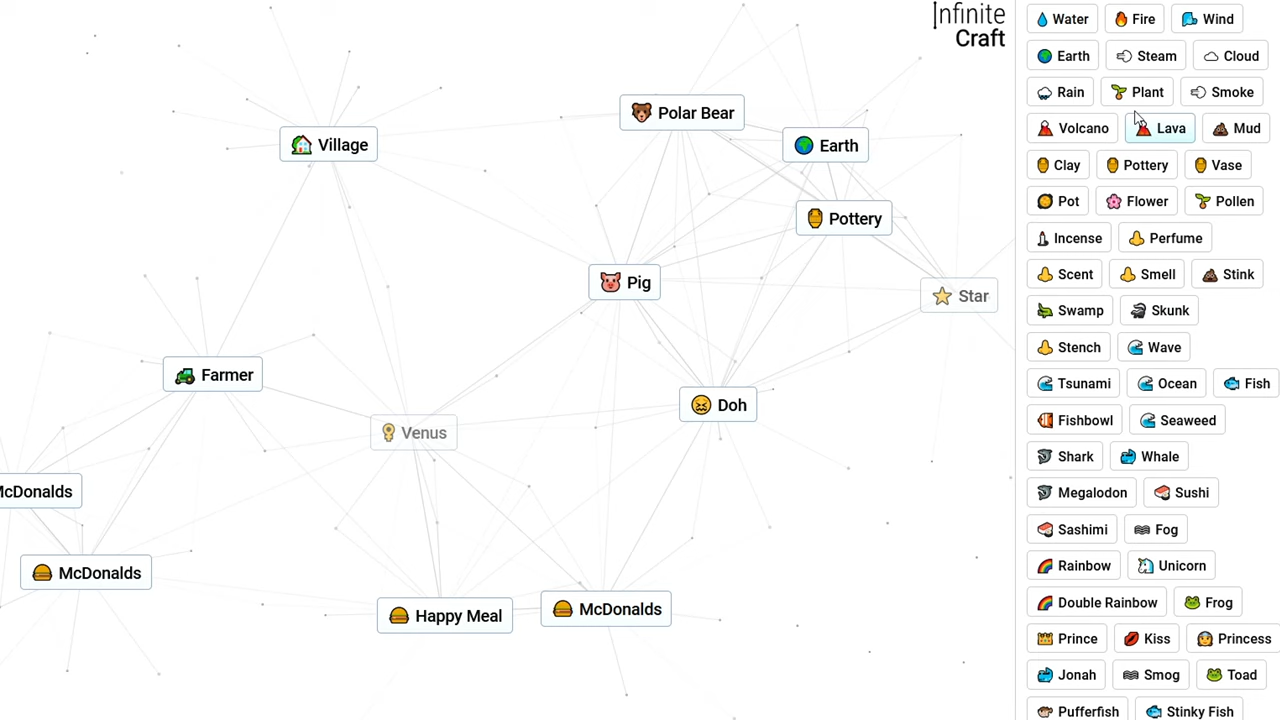 Infinite
Craft
Polar Bear
Village
Earth
Pottery
Pig
Star
Farmer
Doh
Venus
McDonalds
McDonalds
Happy Meal
McDonalds
Water
Fire
Wind
Earth
Steam
Cloud
Rain
Plant
Smoke
Volcano
Lava
Mud
Clay
Pottery
Vase
Pot
Flower
Pollen
Incense
Perfume
Scent
Smell
Stink
Swamp
Skunk
Stench
Wave
Tsunami
Ocean
Fish
Fishbowl
Seaweed
Shark
Whale
Megalodon
Sushi
Sashimi
Fog
Rainbow
Unicorn
Double Rainbow
Frog
Prince
Kiss
Princess
Jonah
Smog
Toad
Pufferfish
Stinky Fish